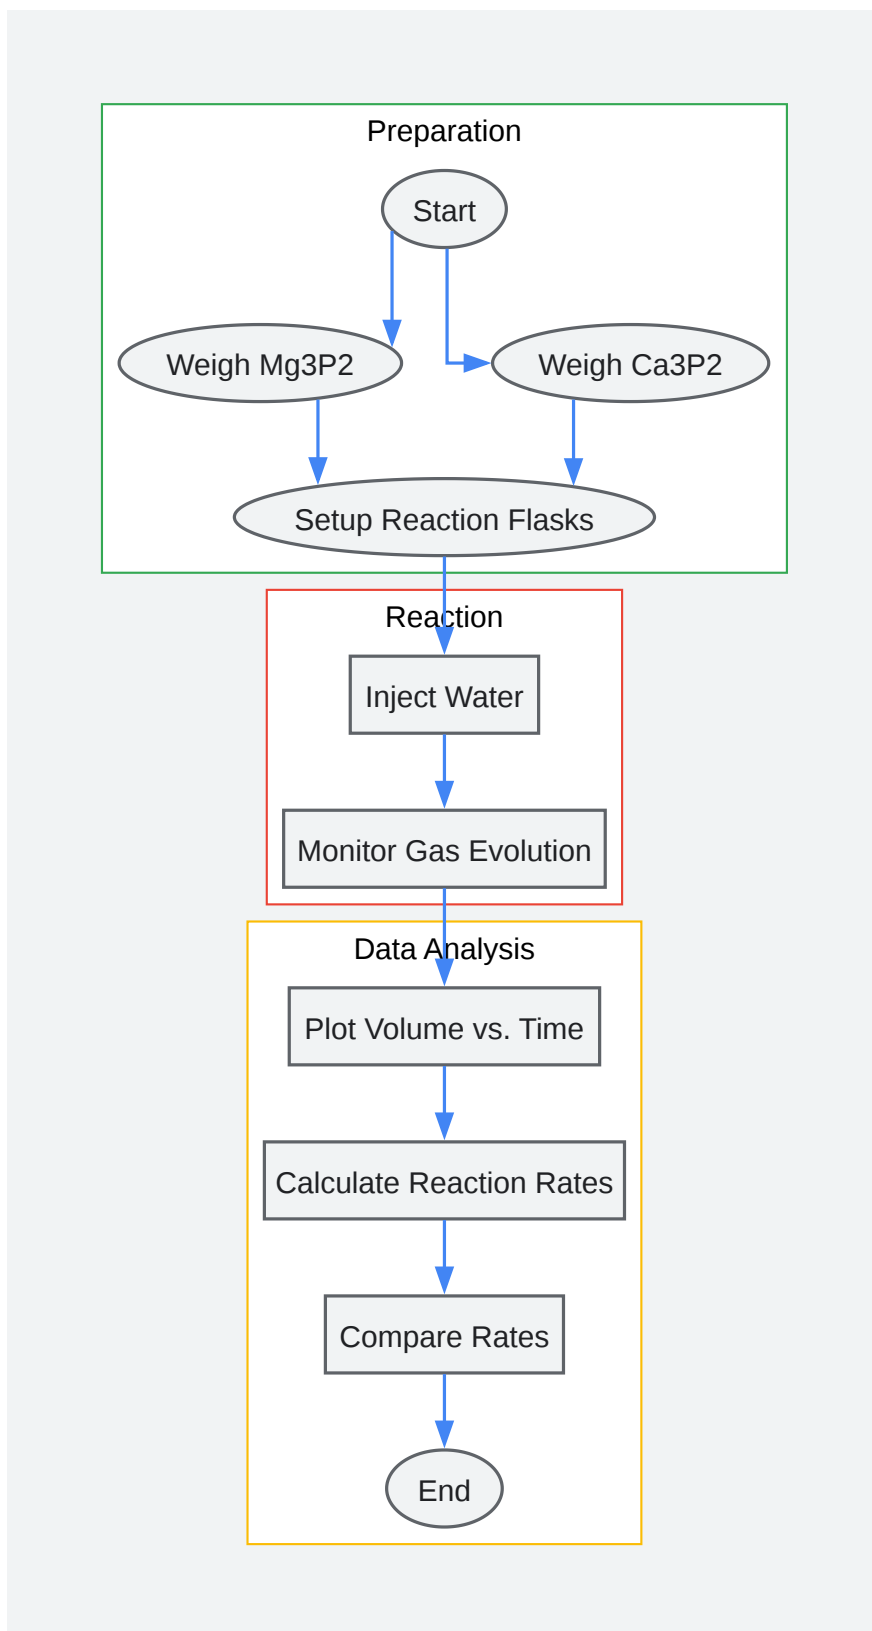 Preparation
Start
Weigh Mg3P2
Weigh Ca3P2
Setup Reaction Flasks
Reaction
Inject Water
Monitor Gas Evolution
Data Analysis
Plot Volume vs. Time
Calculate Reaction Rates
Compare Rates
End